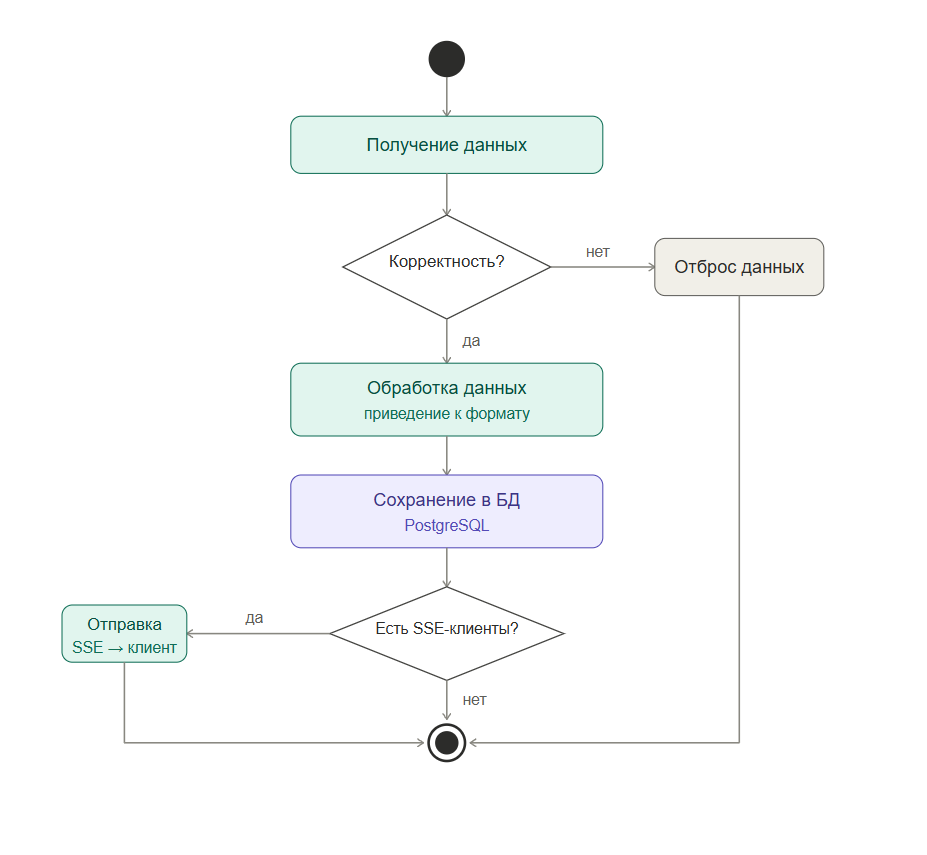 Получение данных
Корректность?
нет
Отброс данных
да
Обработка данных
приведение к формату
Сохранение в БД
PostgreSQL
Отправка
SSE → клиент
да
Есть SSE-клиенты?
нет